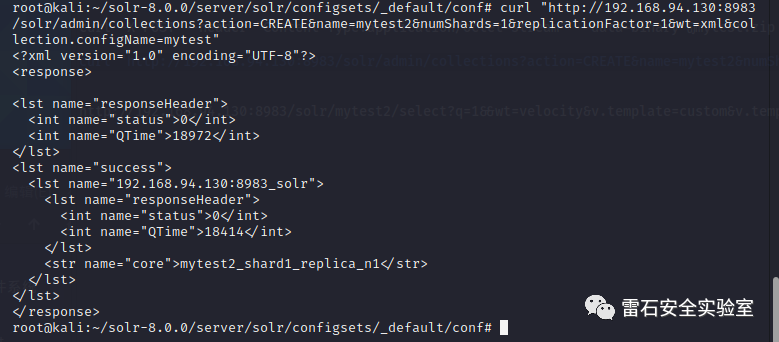 root@kali:~/solr-8.0.0/server/solr/configsets/_default/conf# curl "http://192.168.94.130:8983
/solr/admin/collections?action=CREATE&name=mytest2&numShards=1&replicationFactor=1&wt=xml&col
lection.configName=mytest"
<?xml version="1.0" encoding="UTF-8"?>
<response>

<lst name="responseHeader">
  <int name="status">0</int>
  <int name="QTime">18972</int>
</lst>
<lst name="success">
  <lst name="192.168.94.130:8983_solr">
    <lst name="responseHeader">
      <int name="status">0</int>
      <int name="QTime">18414</int>
    </lst>
    <str name="core">mytest2_shard1_replica_n1</str>
  </lst>
</lst>
</response>
root@kali:~/solr-8.0.0/server/solr/configsets/_default/conf#
雷石安全实验室